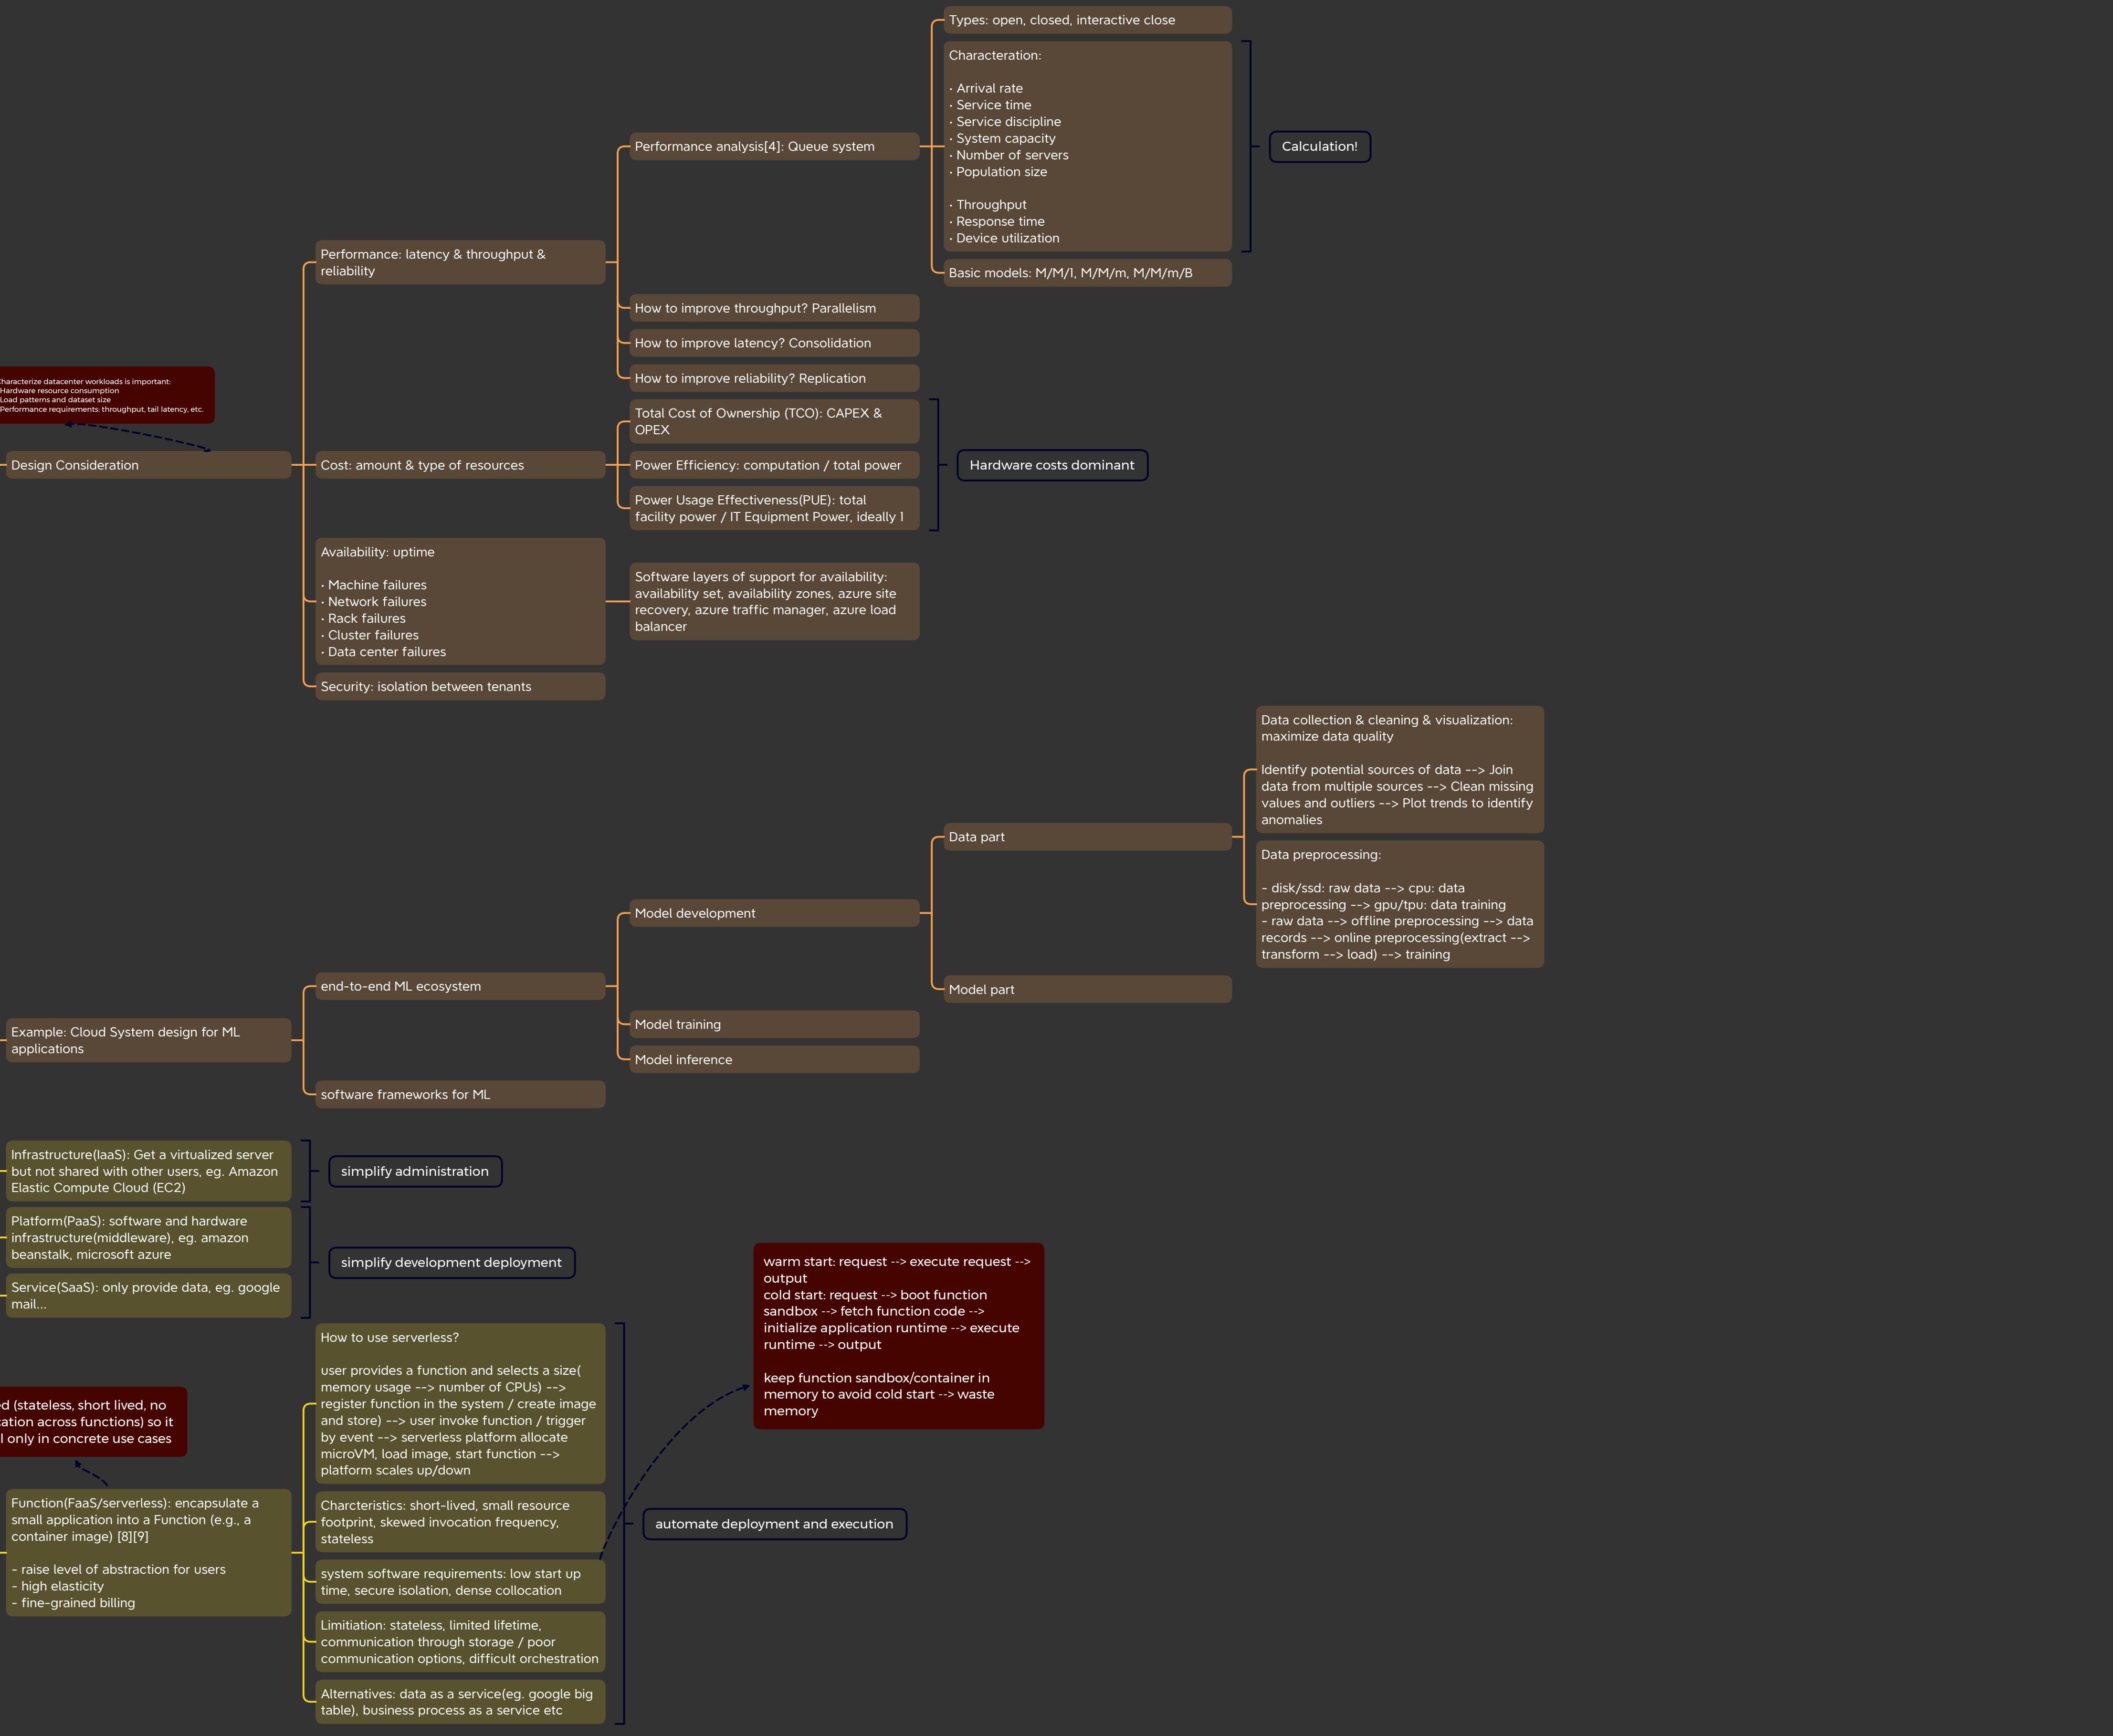 Types: open, closed, interactive close
Characteration:
· Arrival rate
· Service time
· Service discipline
· System capacity
· Number of servers
· Population size
· Throughput
· Response time
· Device utilization
Calculation!
Performance analysis[4]: Queue system
Basic models: M/M/1, M/M/m, M/M/m/B
Performance: latency & throughput &
reliability
How to improve throughput? Parallelism
How to improve latency? Consolidation
How to improve reliability? Replication
Characterize datacenter workloads is important:
Hardware resource consumption
Load patterns and dataset size
Performance requirements: throughput, tail latency, etc.
Design Consideration
Cost: amount & type of resources
Total Cost of Ownership (TCO): CAPEX &
OPEX
Power Efficiency: computation / total power
Power Usage Effectiveness(PUE): total
facility power / IT Equipment Power, ideally 1
Hardware costs dominant
Availability: uptime
· Machine failures
· Network failures
· Rack failures
· Cluster failures
· Data center failures
Software layers of support for availability:
availability set, availability zones, azure site
recovery, azure traffic manager, azure load
balancer
Security: isolation between tenants
Data collection & cleaning & visualization:
maximize data quality
Identify potential sources of data --> Join
data from multiple sources --> Clean missing
values and outliers --> Plot trends to identify
anomalies
Data part
Data preprocessing:
- disk/ssd: raw data --> cpu: data
preprocessing --> gpu/tpu: data training
- raw data --> offline preprocessing --> data
records --> online preprocessing(extract -->
transform --> load) --> training
Model development
Model part
end-to-end ML ecosystem
Model training
Model inference
Example: Cloud System design for ML
applications
software frameworks for ML
Infrastructure(IaaS): Get a virtualized server
but not shared with other users, eg. Amazon
Elastic Compute Cloud (EC2)
simplify administration
Platform(PaaS): software and hardware
infrastructure(middleware), eg. amazon
beanstalk, microsoft azure
Service(SaaS): only provide data, eg. google
mail...
simplify development deployment
warm start: request --> execute request -->
output
cold start: request --> boot function
sandbox --> fetch function code -->
initialize application runtime --> execute
runtime --> output
keep function sandbox/container in
memory to avoid cold start --> waste
memory
How to use serverless?
user provides a function and selects a size(
memory usage --> number of CPUs) -->
register function in the system / create image
and store) --> user invoke function / trigger
by event --> serverless platform allocate
microVM, load image, start function -->
platform scales up/down
(stateless, short lived, no
across functions) so it
only in concrete use cases
Function(FaaS/serverless): encapsulate a
small application into a Function (e.g., a
container image) [8][9]
- raise level of abstraction for users
- high elasticity
- fine-grained billing
Charcteristics: short-lived, small resource
footprint, skewed invocation frequency,
stateless
automate deployment and execution
system software requirements: low start up
time, secure isolation, dense collocation
Limitiation: stateless, limited lifetime,
communication through storage / poor
communication options, difficult orchestration
Alternatives: data as a service(eg. google big
table), business process as a service etc